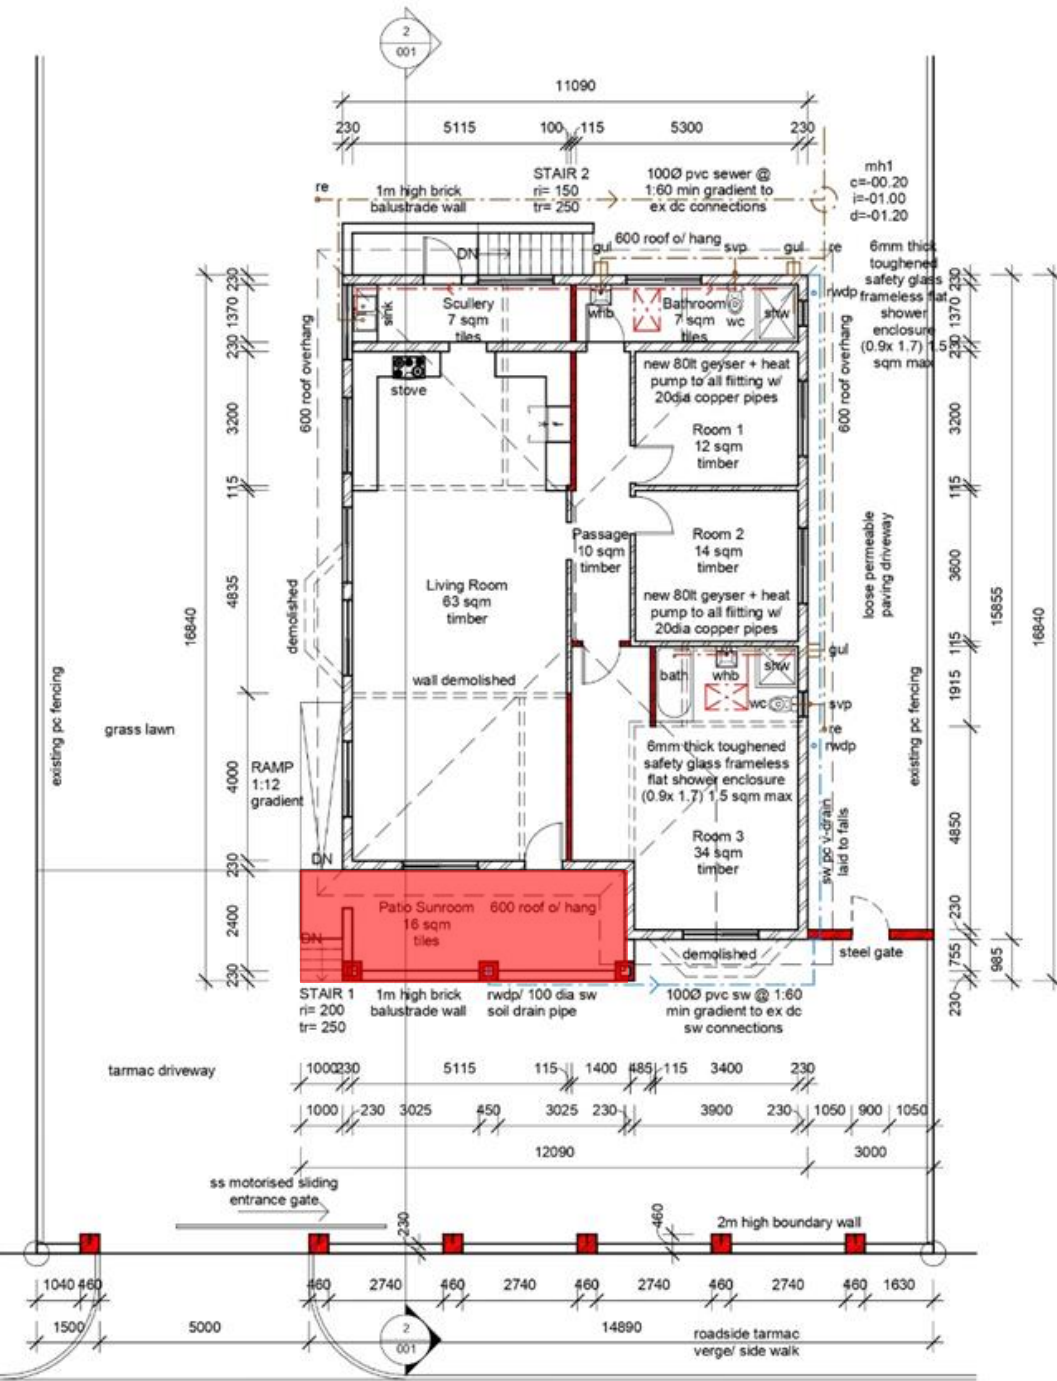 2
001
11090
230 5115 100 115 5300 230
STAIR 2
ri= 150
tr= 250
100Ø pvc sewer @
1:60 min gradient to
ex dc connections
mh1
c=-00.20
i=-01.00
d=-01.20
re
1m high brick
balustrade wall
DN
600 roof o/ hang
gul
svp
gul
re
6mm thick
toughened
safety glass
frameless flat
shower
enclosure
(0.9x 1.7) 1.5
sqm max
rwdp
230
1370
230
3200
115
4835
4000
230
2400
230
16840
600 roof overhang
sink
Scullery
7 sqm
tiles
whb
Bathroom
7 sqm
tiles
wc
shw
600 roof overhang
230
1370
230
3200
115
3600
115
1915
4850
230
755
230
15855
985
16840
stove
f
new 80lt geyser + heat
pump to all fitting w/
20dia copper pipes
Room 1
12 sqm
timber
Passage
10 sqm
timber
Room 2
14 sqm
timber
new 80lt geyser + heat
pump to all fitting w/
20dia copper pipes
loose permeable
paving driveway
Living Room
63 sqm
timber
demolished
wall demolished
bath
whb
shw
wc
gul
svp
re
rwdp
existing pc fencing
grass lawn
existing pc fencing
RAMP
1:12
gradient
DN
6mm thick toughened
safety glass frameless
flat shower enclosure
(0.9x 1.7) 1.5 sqm max
Room 3
34 sqm
timber
sw pc v-drain
laid to falls
Patio Sunroom
16 sqm
tiles
600 roof o/ hang
DN
demolished
steel gate
STAIR 1
ri= 200
tr= 250
1m high brick
balustrade wall
rwdp/ 100 dia sw
soil drain pipe
100Ø pvc sw @ 1:60
min gradient to ex dc
sw connections
tarmac driveway
1000 230 5115 115 1400 485 115 3400 230
1000 230 3025 450 3025 230 3900 230 1050 900 1050
12090 3000
ss motorised sliding
entrance gate
230
460
2m high boundary wall
1040 460 460 2740 460 2740 460 2740 460 2740 460 1630
1500 5000 14890
2
001
roadside tarmac
verge/ side walk